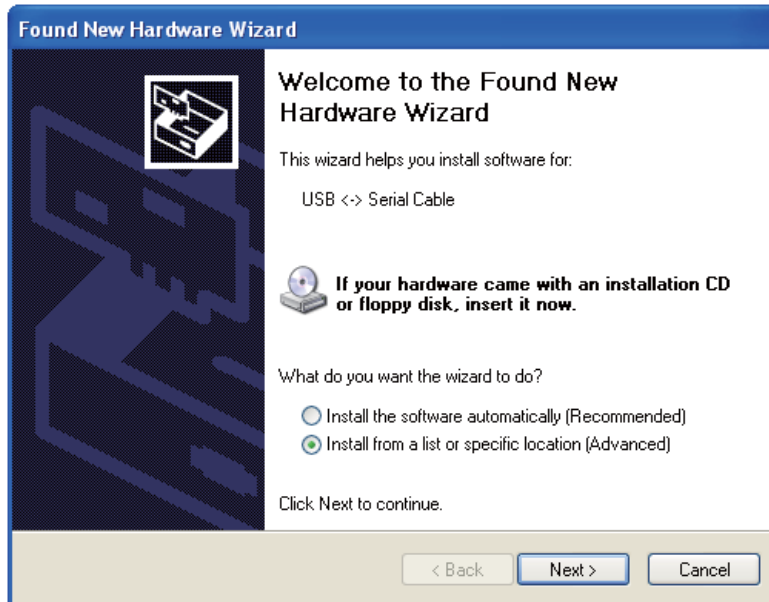 Found New Hardware Wizard
Welcome to the Found New
Hardware Wizard
This wizard helps you install software for:
USB <-> Serial Cable
If your hardware came with an installation CD
or floppy disk, insert it now.
What do you want the wizard to do?
Install the software automatically (Recommended)
Install from a list or specific location (Advanced)
Click Next to continue.
< Back
Next >
Cancel